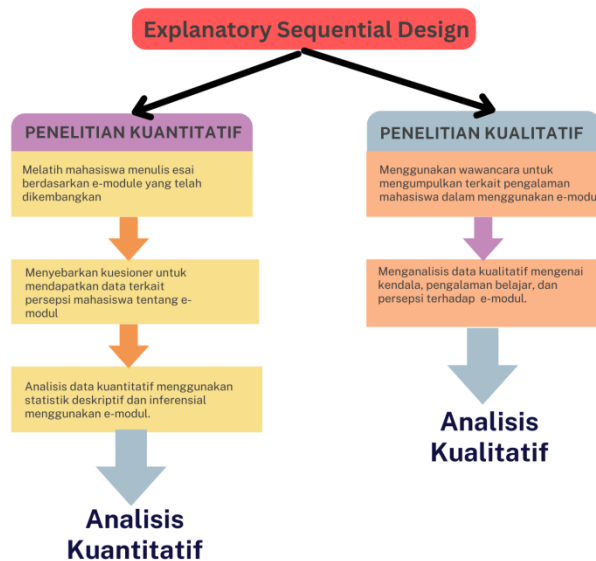 Explanatory Sequential Design
PENELITIAN KUANTITATIF
Melatih mahasiswa menulis esai
berdasarkan e-module yang telah
dikembangkan
Menyebarkan kuesioner untuk
mendapatkan data terkait
persepsi mahasiswa tentang e-
modul
Analisis data kuantitatif menggunakan
statistik deskriptif dan inferensial
menggunakan e-modul.
Analisis
Kuantitatif
PENELITIAN KUALITATIF
Menggunakan wawancara untuk
mengumpulkan terkait pengalaman
mahasiswa dalam menggunakan e-modu
Menganalisis data kualitatif mengenai
kendala, pengalaman belajar, dan
persepsi terhadap e-modul.
Analisis
Kualitatif